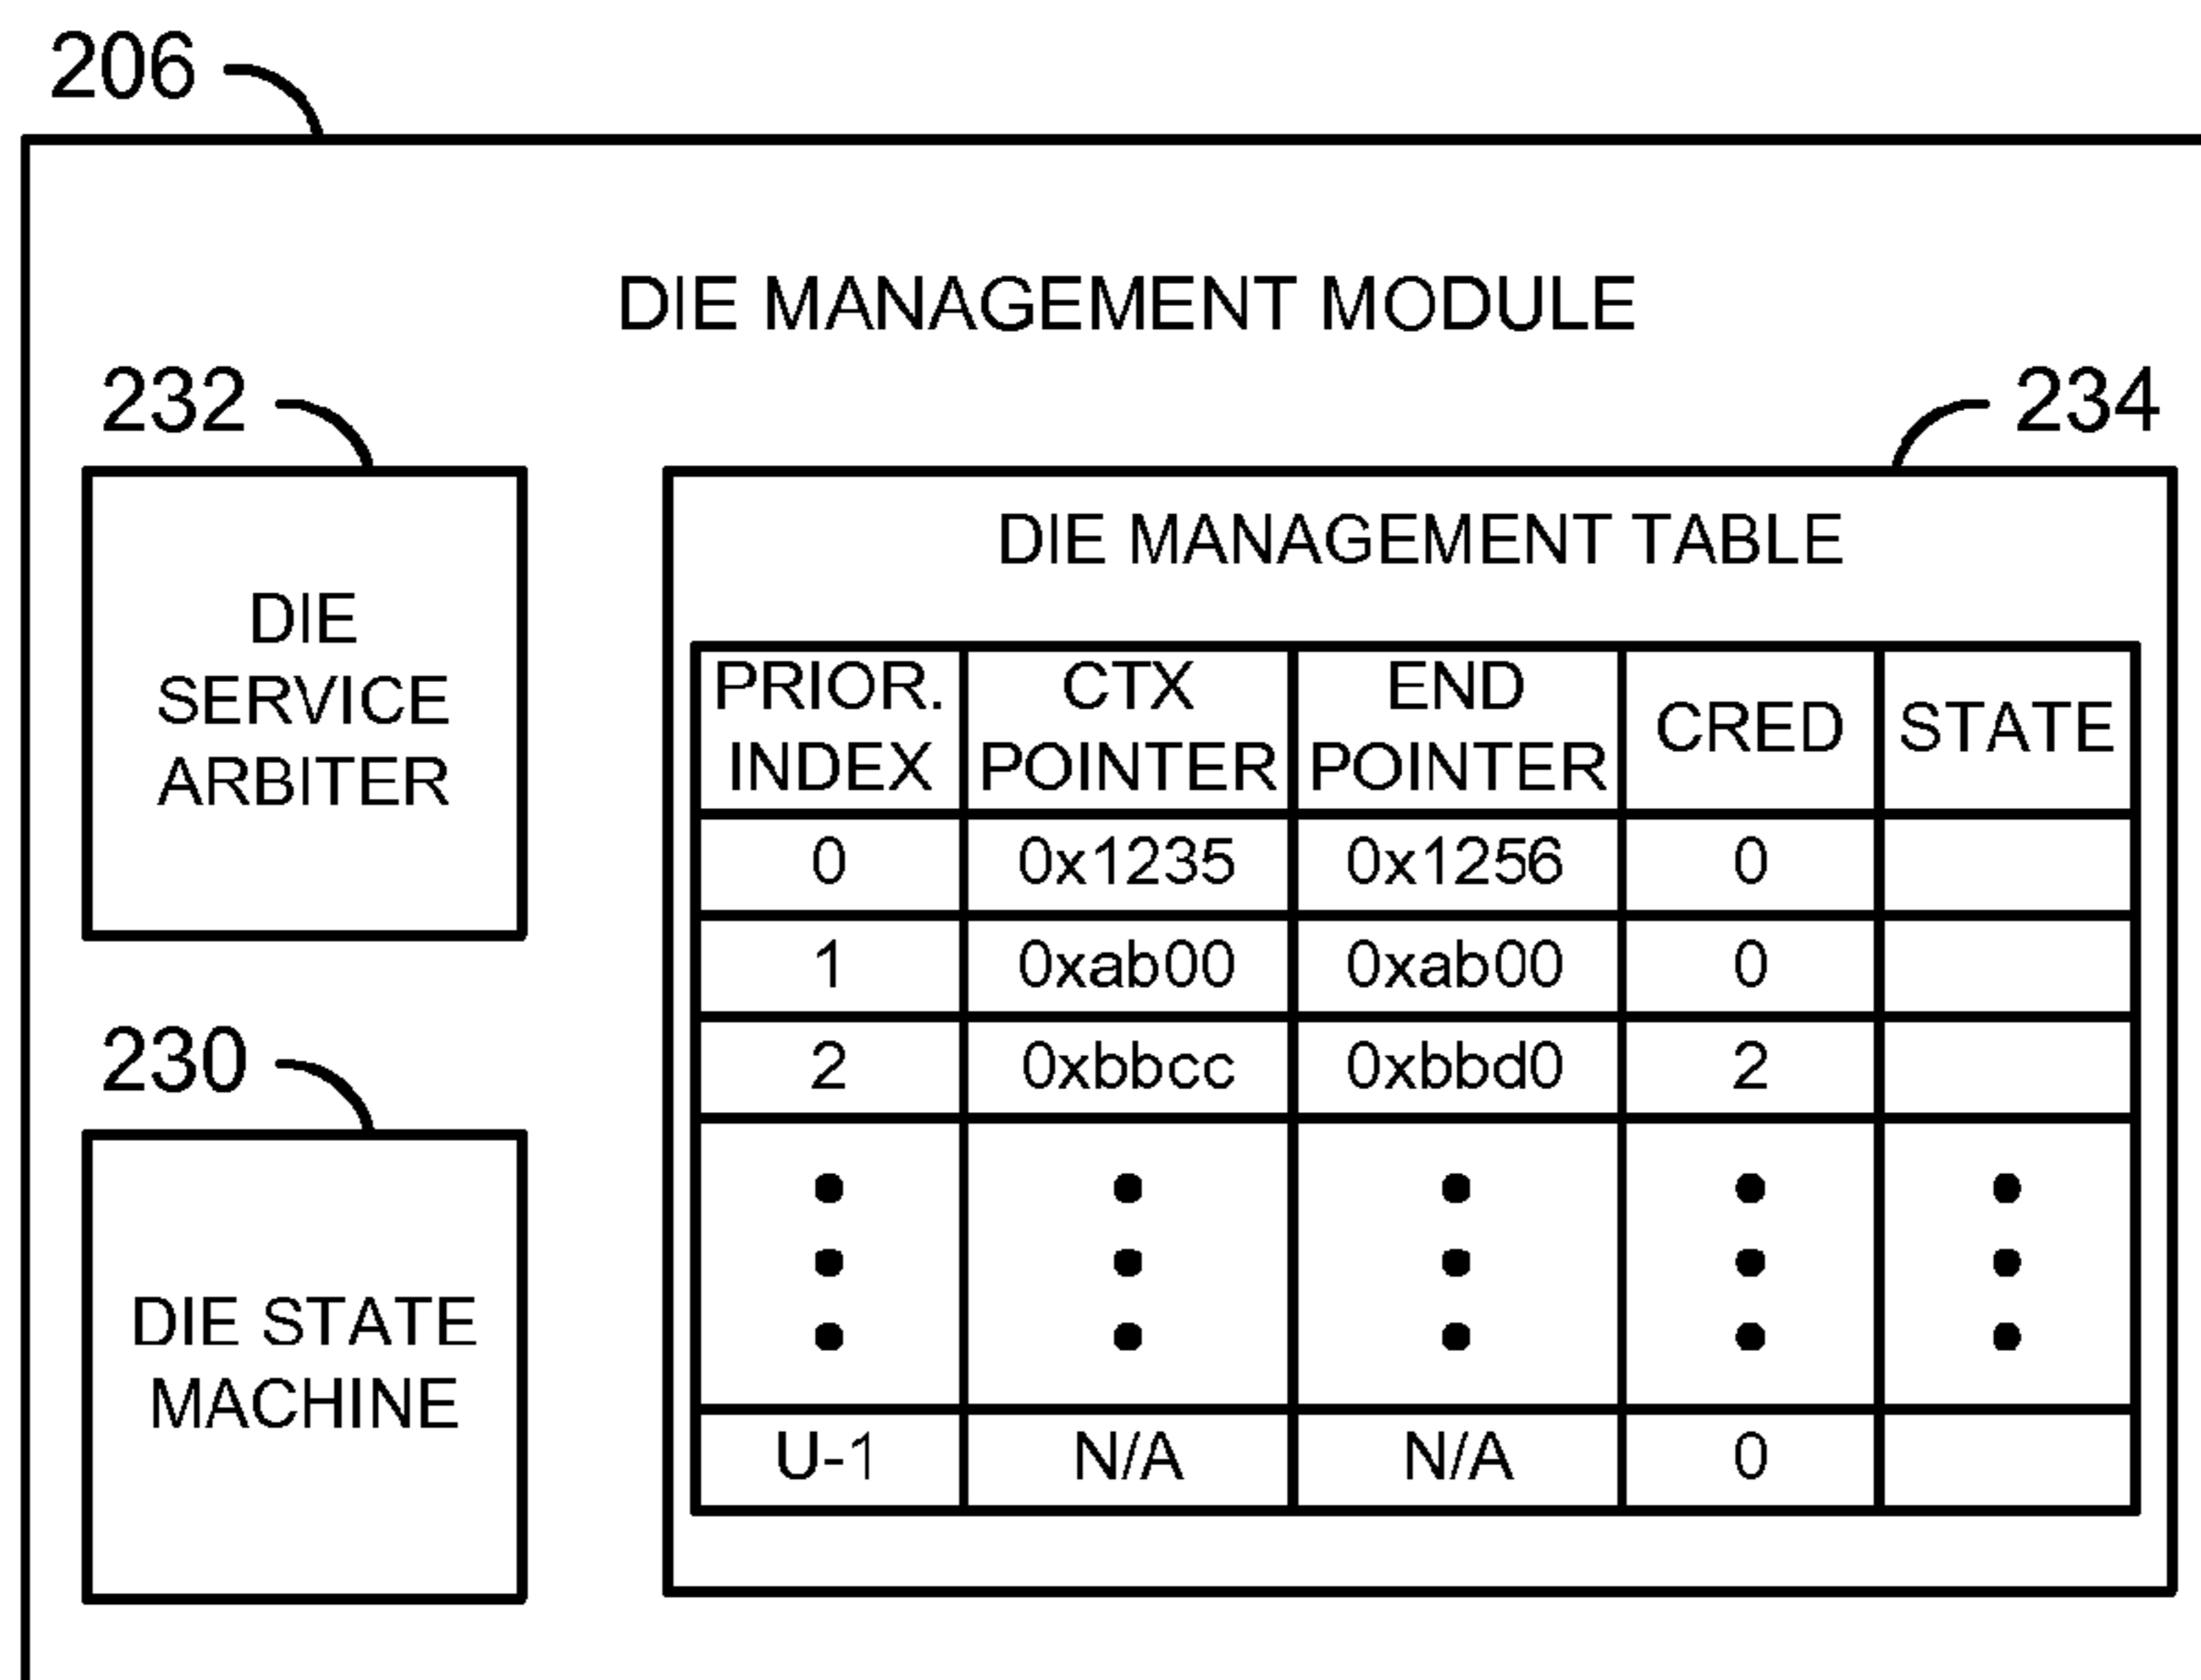 206
DIE MANAGEMENT MODULE
232
234
DIE
SERVICE
ARBITER
230
DIE STATE
MACHINE
DIE MANAGEMENT TABLE
PRIOR. INDEX CTX POINTER END POINTER CRED STATE
0 0x1235 0x1256 0
1 0xab00 0xab00 0
2 0xbbcc 0xbbd0 2
U-1 N/A N/A 0